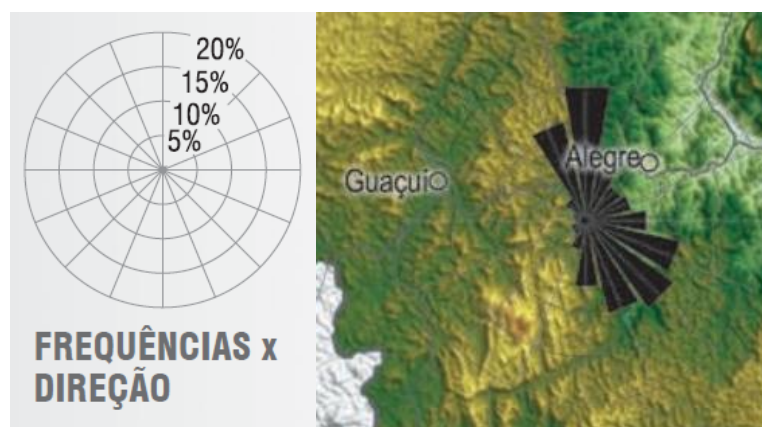 20%
15%
10%
5%
FREQUÊNCIAS x
DIREÇÃO
Guaçuí
Alegre